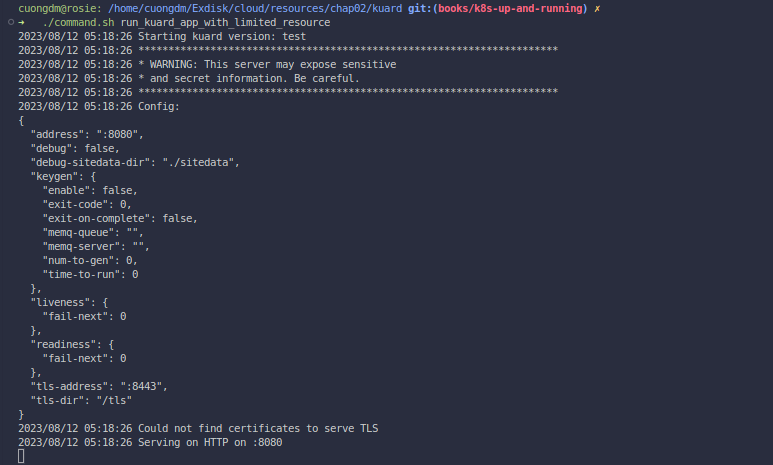 cuongdm@rosie: /home/cuongdm/Exdisk/cloud/resources/chap02/kuard git:(books/k8s-up-and-running) ✗
➜ ./command.sh run_kuard_app_with_limited_resource
2023/08/12 05:18:26 Starting kuard version: test
2023/08/12 05:18:26 **********************************************************************
2023/08/12 05:18:26 * WARNING: This server may expose sensitive
2023/08/12 05:18:26 * and secret information. Be careful.
2023/08/12 05:18:26 **********************************************************************
2023/08/12 05:18:26 Config:
{
  "address": ":8080",
  "debug": false,
  "debug-sitedata-dir": "./sitedata",
  "keygen": {
    "enable": false,
    "exit-code": 0,
    "exit-on-complete": false,
    "memq-queue": "",
    "memq-server": "",
    "num-to-gen": 0,
    "time-to-run": 0
  },
  "liveness": {
    "fail-next": 0
  },
  "readiness": {
    "fail-next": 0
  },
  "tls-address": ":8443",
  "tls-dir": "/tls"
}
2023/08/12 05:18:26 Could not find certificates to serve TLS
2023/08/12 05:18:26 Serving on HTTP on :8080